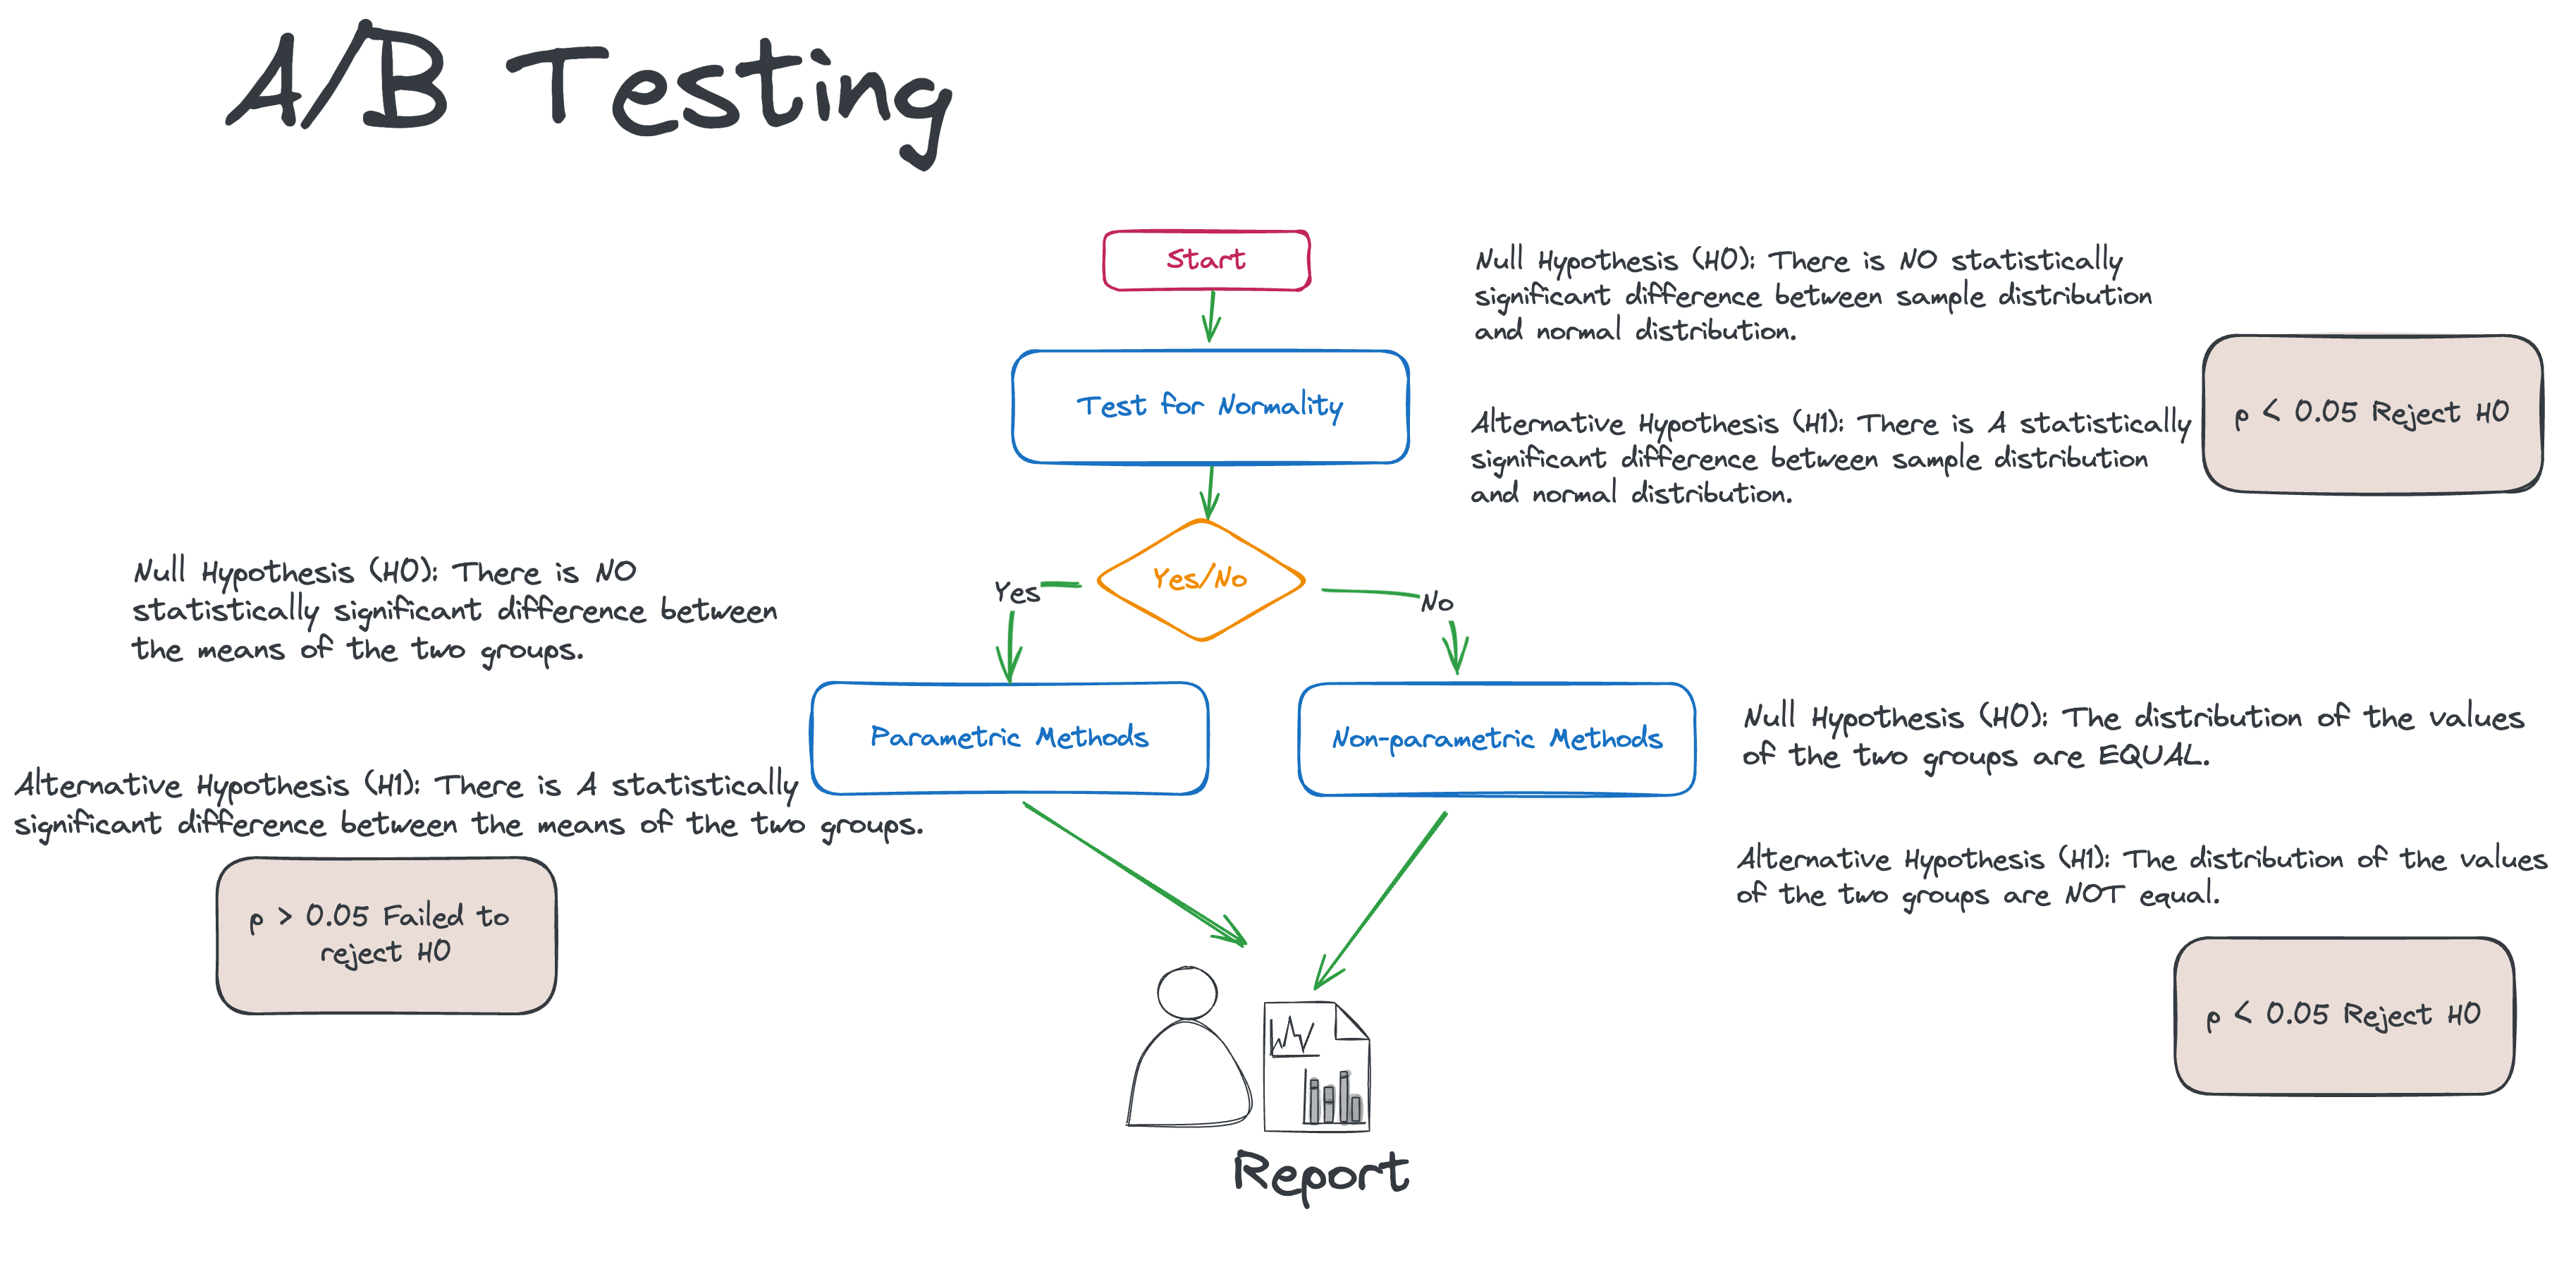 A/B Testing
Start
Null Hypothesis (H0): There is NO statistically
significant difference between sample distribution
and normal distribution.
Test for Normality
Alternative Hypothesis (H1): There is A statistically
significant difference between sample distribution
and normal distribution.
p < 0.05 Reject H0
Yes/No
Yes
No
Null Hypothesis (H0): There is NO
statistically significant difference between
the means of the two groups.
Parametric Methods
Non-parametric Methods
Null Hypothesis (H0): The distribution of the values
of the two groups are EQUAL.
Alternative Hypothesis (H1): There is A statistically
significant difference between the means of the two groups.
Alternative Hypothesis (H1): The distribution of the values
of the two groups are NOT equal.
p > 0.05 Failed to
reject H0
p < 0.05 Reject H0
Report